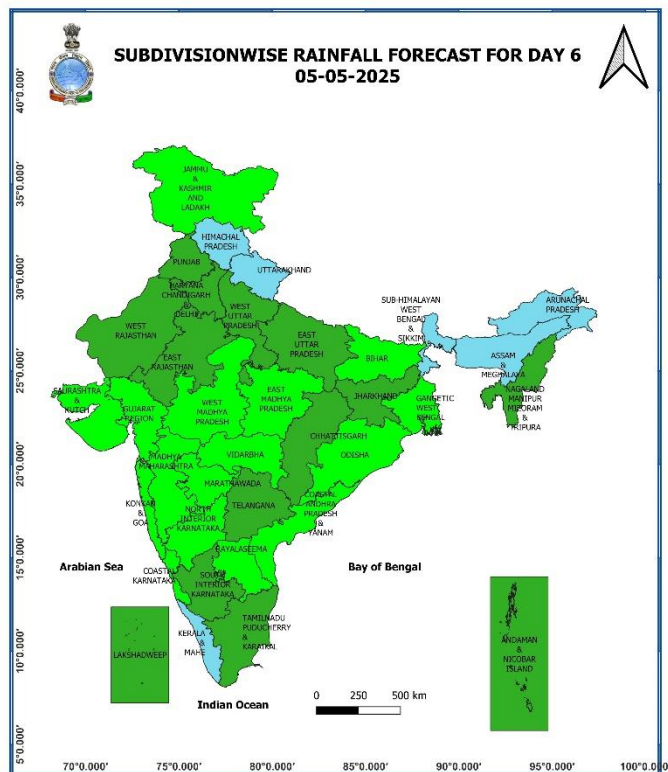 SUBDIVISIONWISE RAINFALL FORECAST FOR DAY 6
05-05-2025
40°0.000'
35°0.000'
30°0.000'
25°0.000'
20°0.000'
15°0.000'
10°0.000'
5°0.000'
JAMMU
&
KASHMIR
AND
LADAKH
HIMACHAL
PRADESH
UTTARAKHAND
PUNJAB
HARYANA
CHANDIGARH
&
DELHI
WEST
UTTAR
PRADESH
WEST
RAJASTHAN
EAST
RAJASTHAN
EAST
UTTAR
PRADESH
SUB-HIMALAYAN
WEST
BENGAL
&
SIKKIM
ARUNACHAL
PRADESH
ASSAM
&
MEGHALAYA
NAGALAND
MANIPUR
MIZORAM
&
TRIPURA
BIHAR
JHARKHAND
GANGETIC
WEST
BENGAL
SAURASHTRA
&
KUTCH
GUJARAT
REGION
WEST
MADHYA
PRADESH
EAST
MADHYA
PRADESH
CHHATTISGARH
ODISHA
MADHYA
MAHARASHTRA
VIDARBHA
MARATHAWADA
KONKAN
&
GOA
NORTH
INTERIOR
KARNATAKA
TELANGANA
COASTAL
ANDHRA
PRADESH
&
YANAM
RAYALASEEMA
COASTAL
KARNATAKA
SOUTH
INTERIOR
KARNATAKA
TAMILNADU
PUDUCHERRY
&
KARAIKAL
KERALA
&
MAHE
LAKSHADWEEP
ANDAMAN
&
NICOBAR
ISLAND
Arabian Sea
Bay of Bengal
Indian Ocean
0 250 500 km
70°0.000' 75°0.000' 80°0.000' 85°0.000' 90°0.000' 95°0.000' 100°0.000'